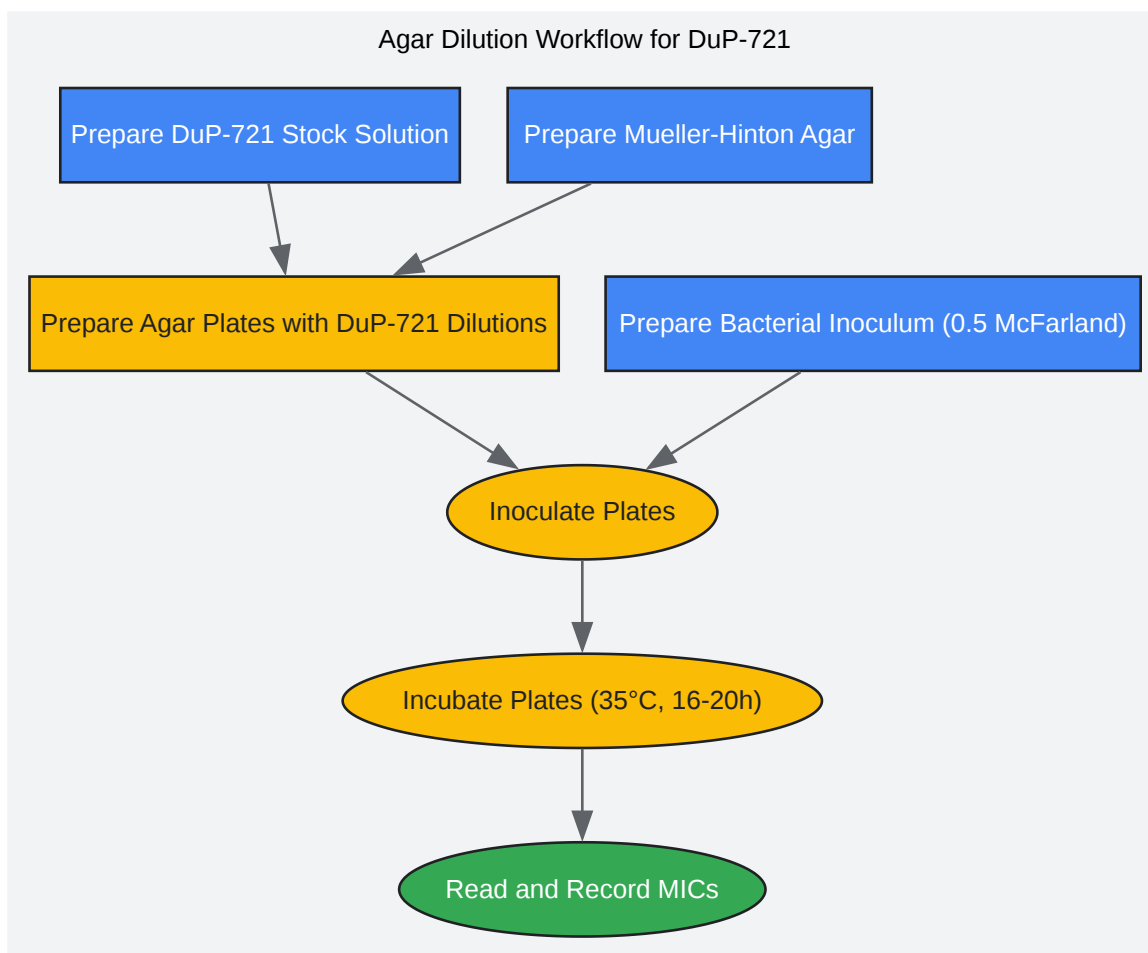 Agar Dilution Workflow for DuP-721
Prepare DuP-721 Stock Solution
Prepare Mueller-Hinton Agar
Prepare Agar Plates with DuP-721 Dilutions
Prepare Bacterial Inoculum (0.5 McFarland)
Inoculate Plates
Incubate Plates (35°C, 16-20h)
Read and Record MICs